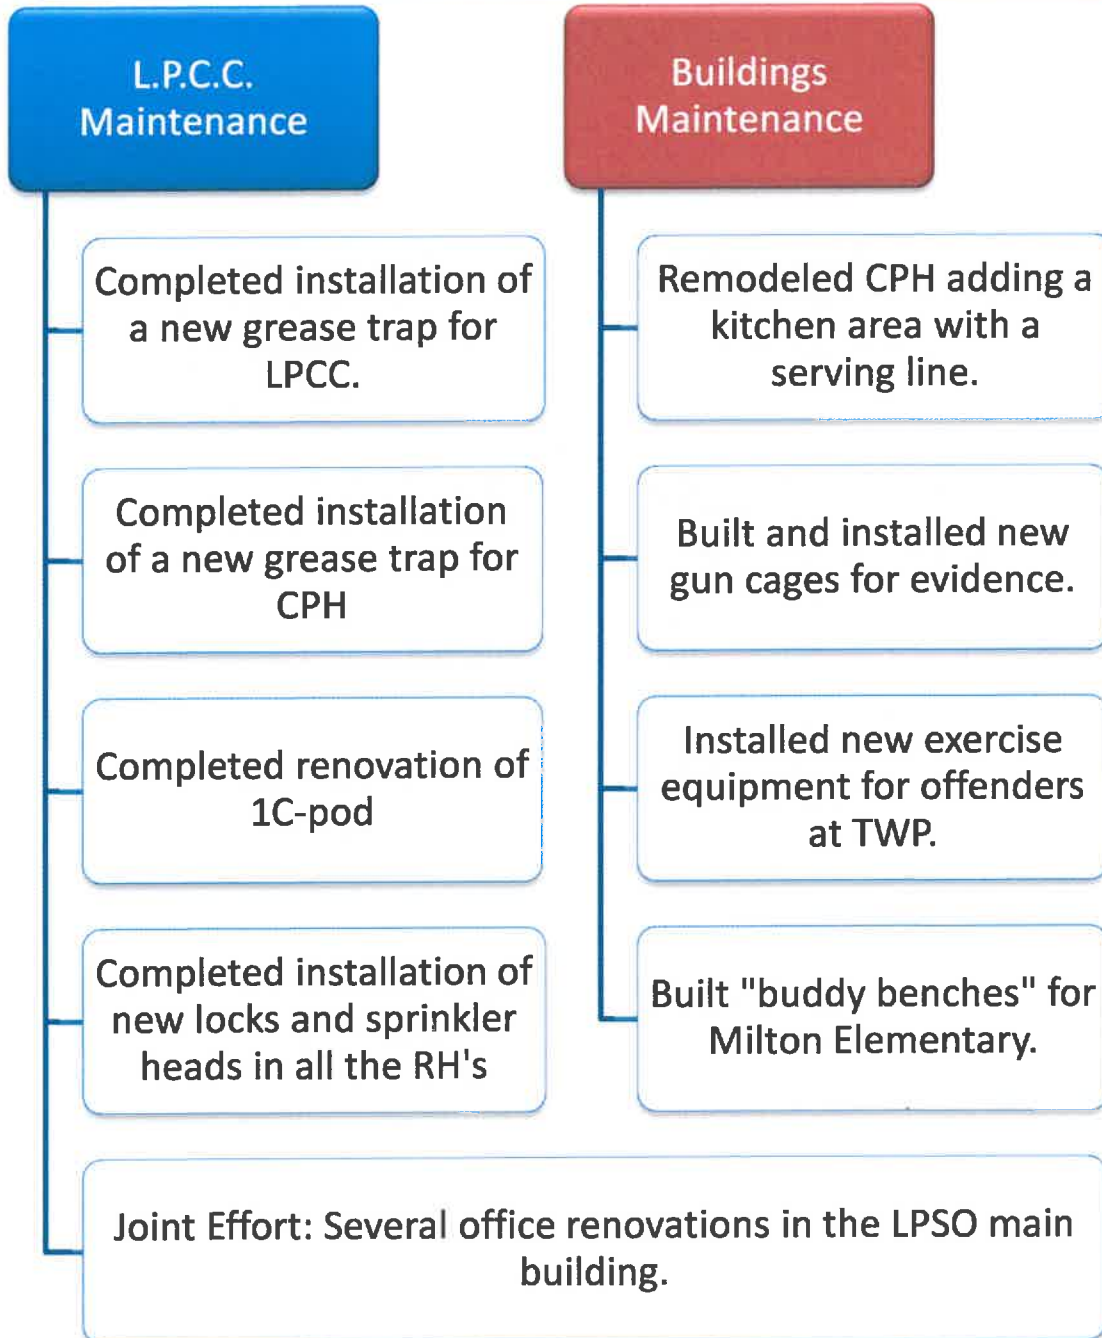 L.P.C.C.
Maintenance
Completed installation of
a new grease trap for
LPCC.
Completed installation
of a new grease trap for
CPH
Completed renovation of
1C-pod
Completed installation of
new locks and sprinkler
heads in all the RH's
Buildings
Maintenance
Remodeled CPH adding a
kitchen area with a
serving line.
Built and installed new
gun cages for evidence.
Installed new exercise
equipment for offenders
at TWP.
Built "buddy benches" for
Milton Elementary.
Joint Effort: Several office renovations in the LPSO main
building.